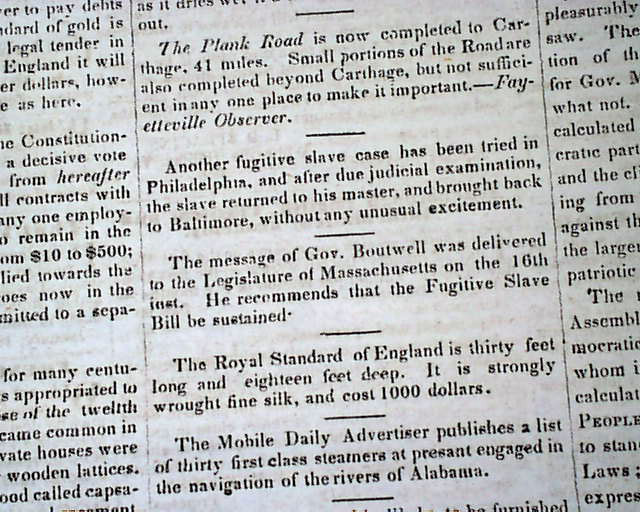 er to pay debts
dard of gold is
legal tender in
England it will
er dollars, how-
e as here.
he Constitution-
a decisive vote
from hereafter
ll contracts with
any one employ-
o remain in the
om $10 to $500;
lied towards the
oes now in the
mitted to a sepa-
for many centu-
s appropriated to
se of the twelfth
came common in
vate houses were
wooden lattices.
ood called capsa-
out.
The Plank Road is now completed to Car-
thage, 41 miles. Small portions of the Road are
also completed beyond Carthage, but not suffici-
ent in any one place to make it important.—Fay-
etteville Observer.
Another fugitive slave case has been tried in
Philadelphia, and after due judicial examination,
the slave returned to his master, and brought back
to Baltimore, without any unusual excitement.
The message of Gov. Boutwell was delivered
to the Legislature of Massachusetts on the 16th
inst. He recommends that the Fugitive Slave
Bill be sustained.
The Royal Standard of England is thirty feet
long and eighteen feet deep. It is strongly
wrought fine silk, and cost 1000 dollars.
The Mobile Daily Advertiser publishes a list
of thirty first class steamers at presant engaged in
the navigation of the rivers of Alabama.
be furnished
pleasurably
saw. The
tion of th
for Gov. M
what not.
calculated
cratic part
and the cl
ing from
against th
the larger
patriotic
The
Assembl
mocratic
whom i
calculat
PEOPLE
to stan
Laws;
expres